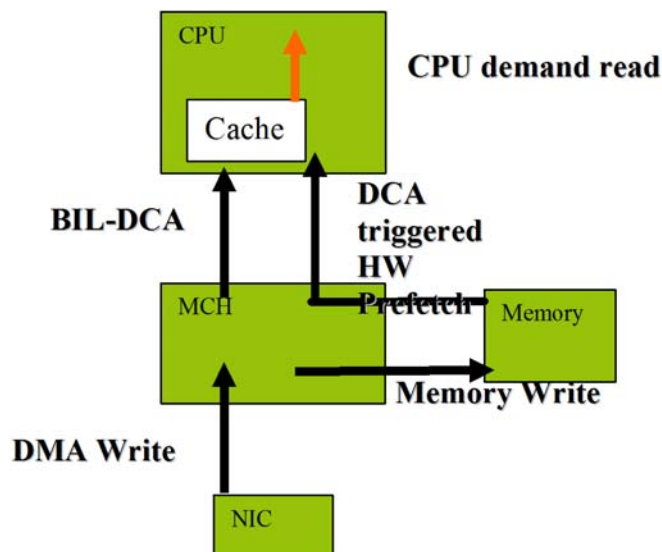 CPU
CPU demand read
Cache
BIL-DCA
DCA
triggered
HW
Prefetch
MCH
Memory
Memory Write
DMA Write
NIC